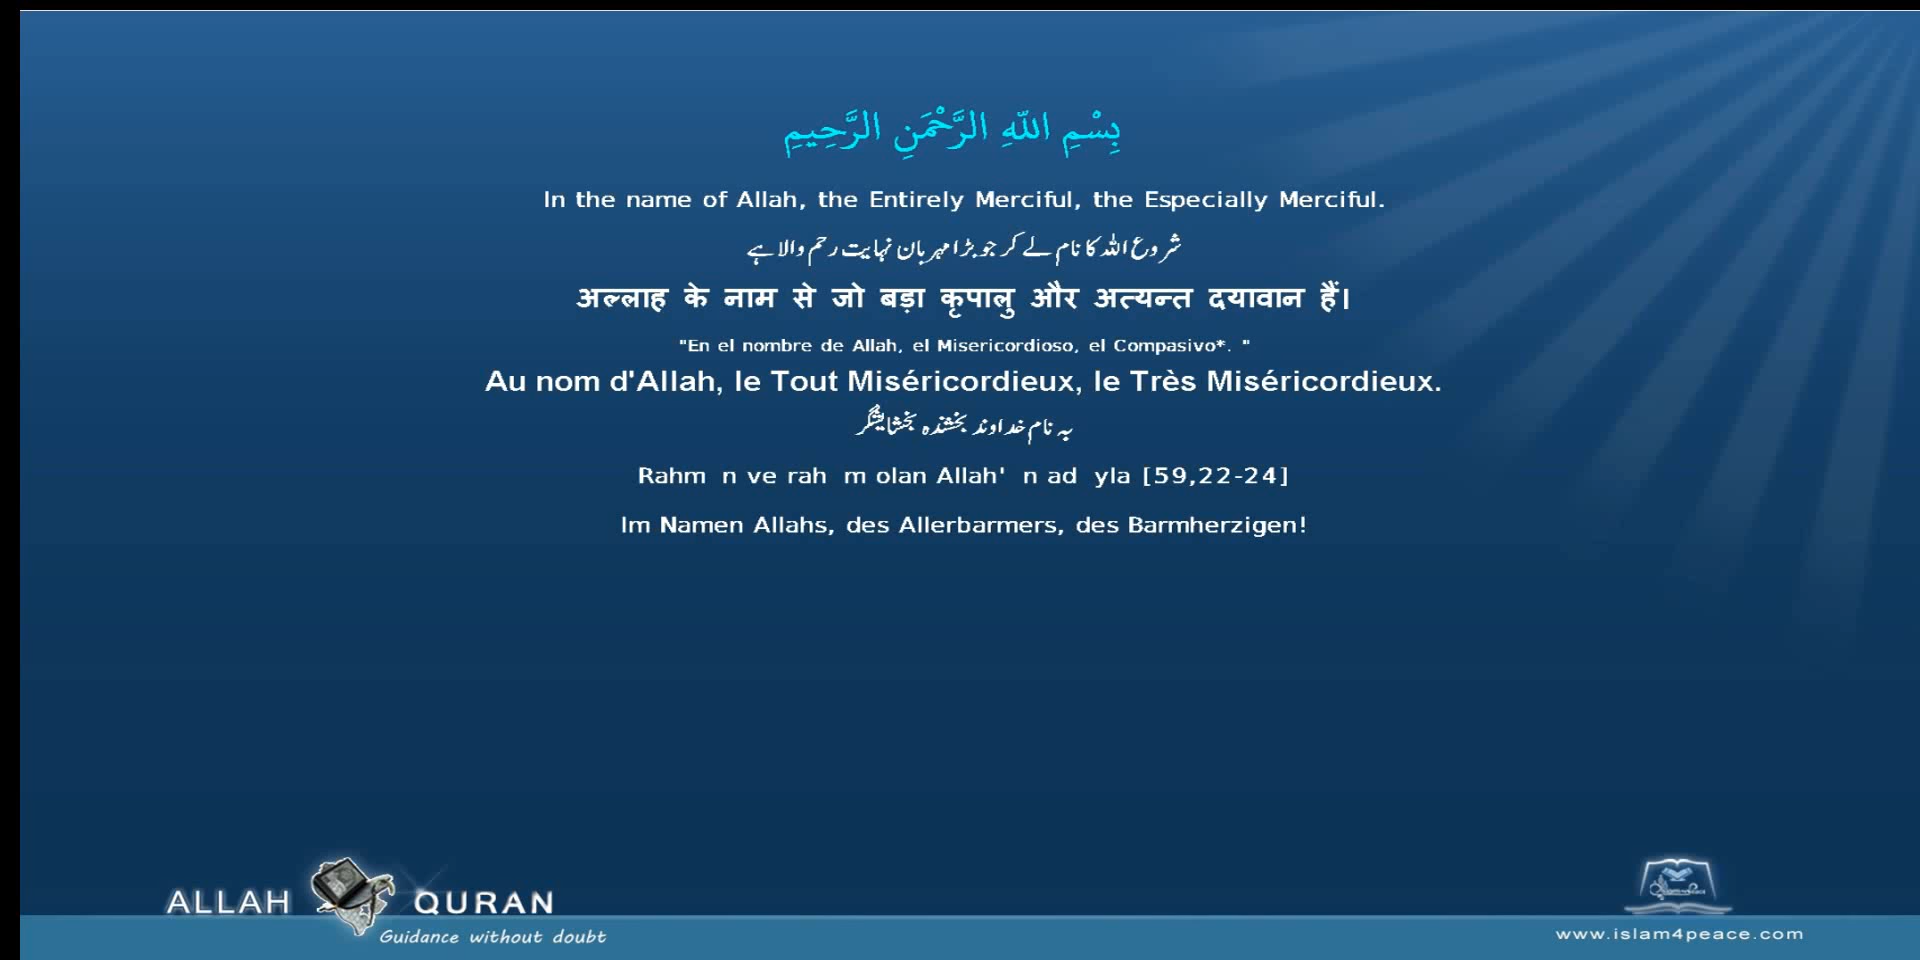 بِسْمِ اللّٰهِ الرَّحْمَنِ الرَّحِيمِ
In the name of Allah, the Entirely Merciful, the Especially Merciful.
شروع الله کا نام لے کر جو بڑا مہربان نہایت رحم والا ہے
अल्लाह के नाम से जो बड़ा कृपालु और अत्यन्त दयावान हैं।
"En el nombre de Allah, el Misericordioso, el Compasivo*. "
Au nom d'Allah, le Tout Miséricordieux, le Très Miséricordieux.
به نام خداوند بخشنده بخشایشگر
Rahm n ve rah m olan Allah' n ad yla [59,22-24]
Im Namen Allahs, des Allerbarmers, des Barmherzigen!
ALLAH QURAN
Guidance without doubt
www.islam4peace.com